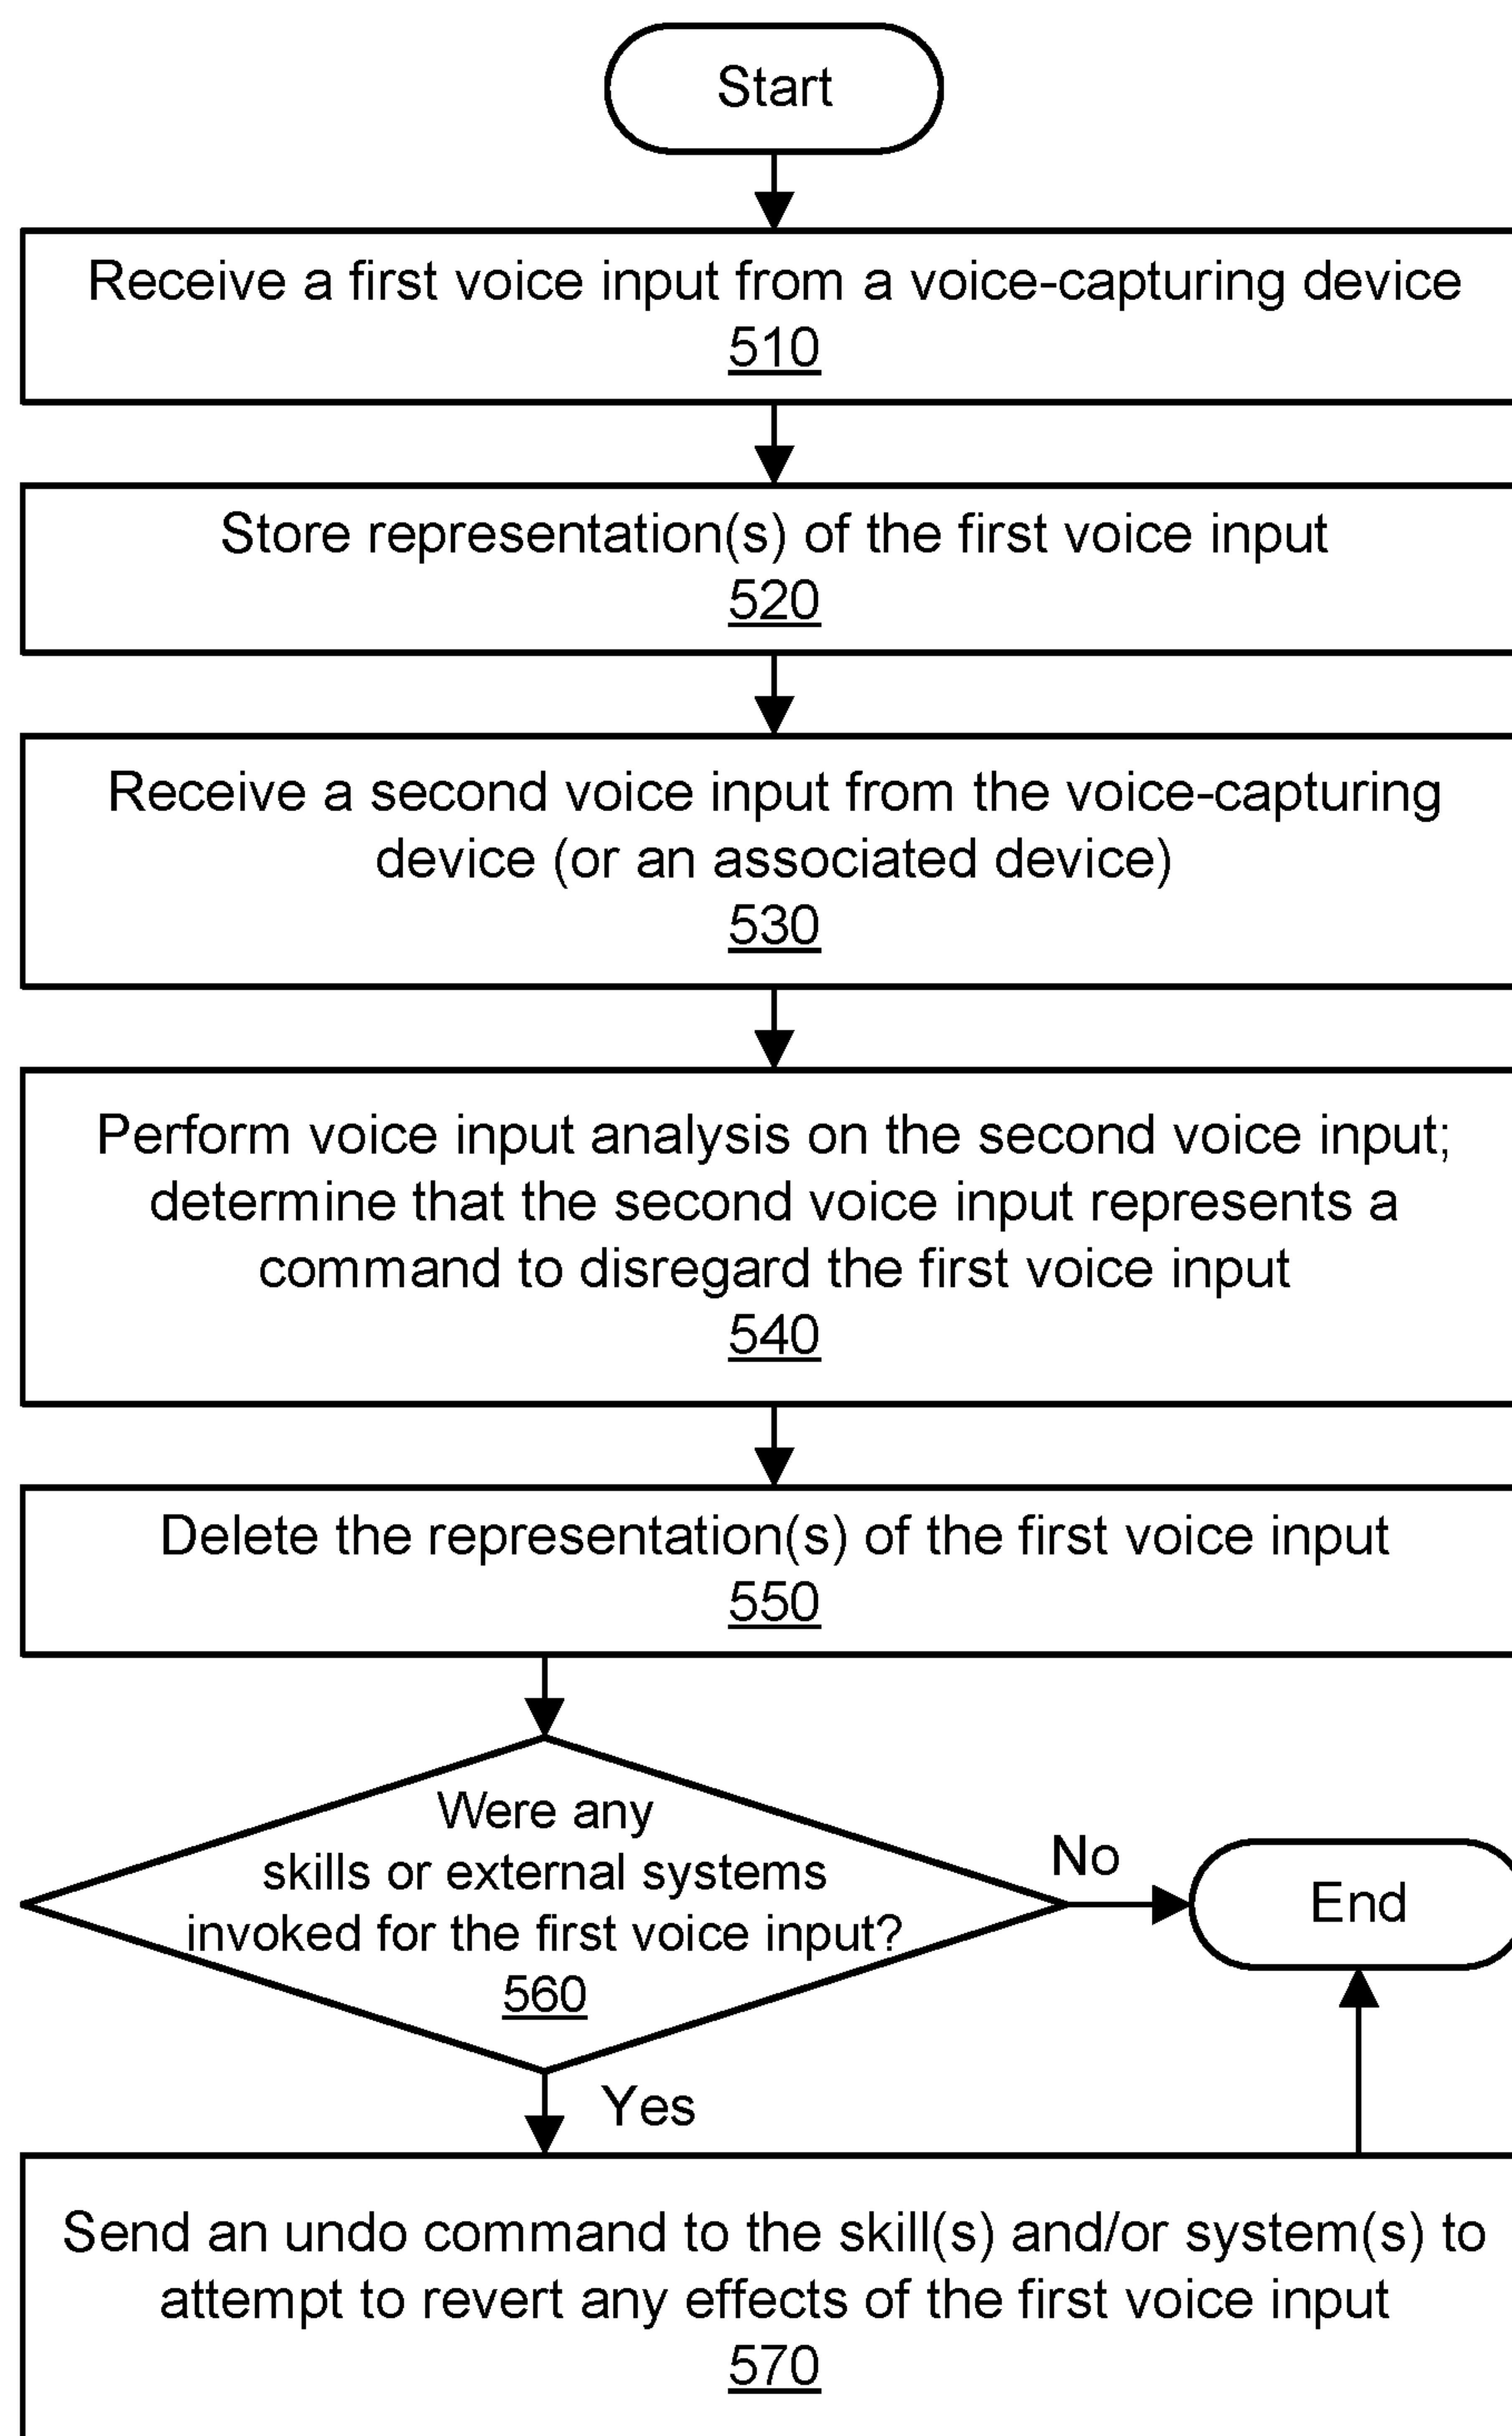 Start
Receive a first voice input from a voice-capturing device
510
Store representation(s) of the first voice input
520
Receive a second voice input from the voice-capturing
device (or an associated device)
530
Perform voice input analysis on the second voice input;
determine that the second voice input represents a
command to disregard the first voice input
540
Delete the representation(s) of the first voice input
550
Were any
skills or external systems
invoked for the first voice input?
560
No
End
Yes
Send an undo command to the skill(s) and/or system(s) to
attempt to revert any effects of the first voice input
570